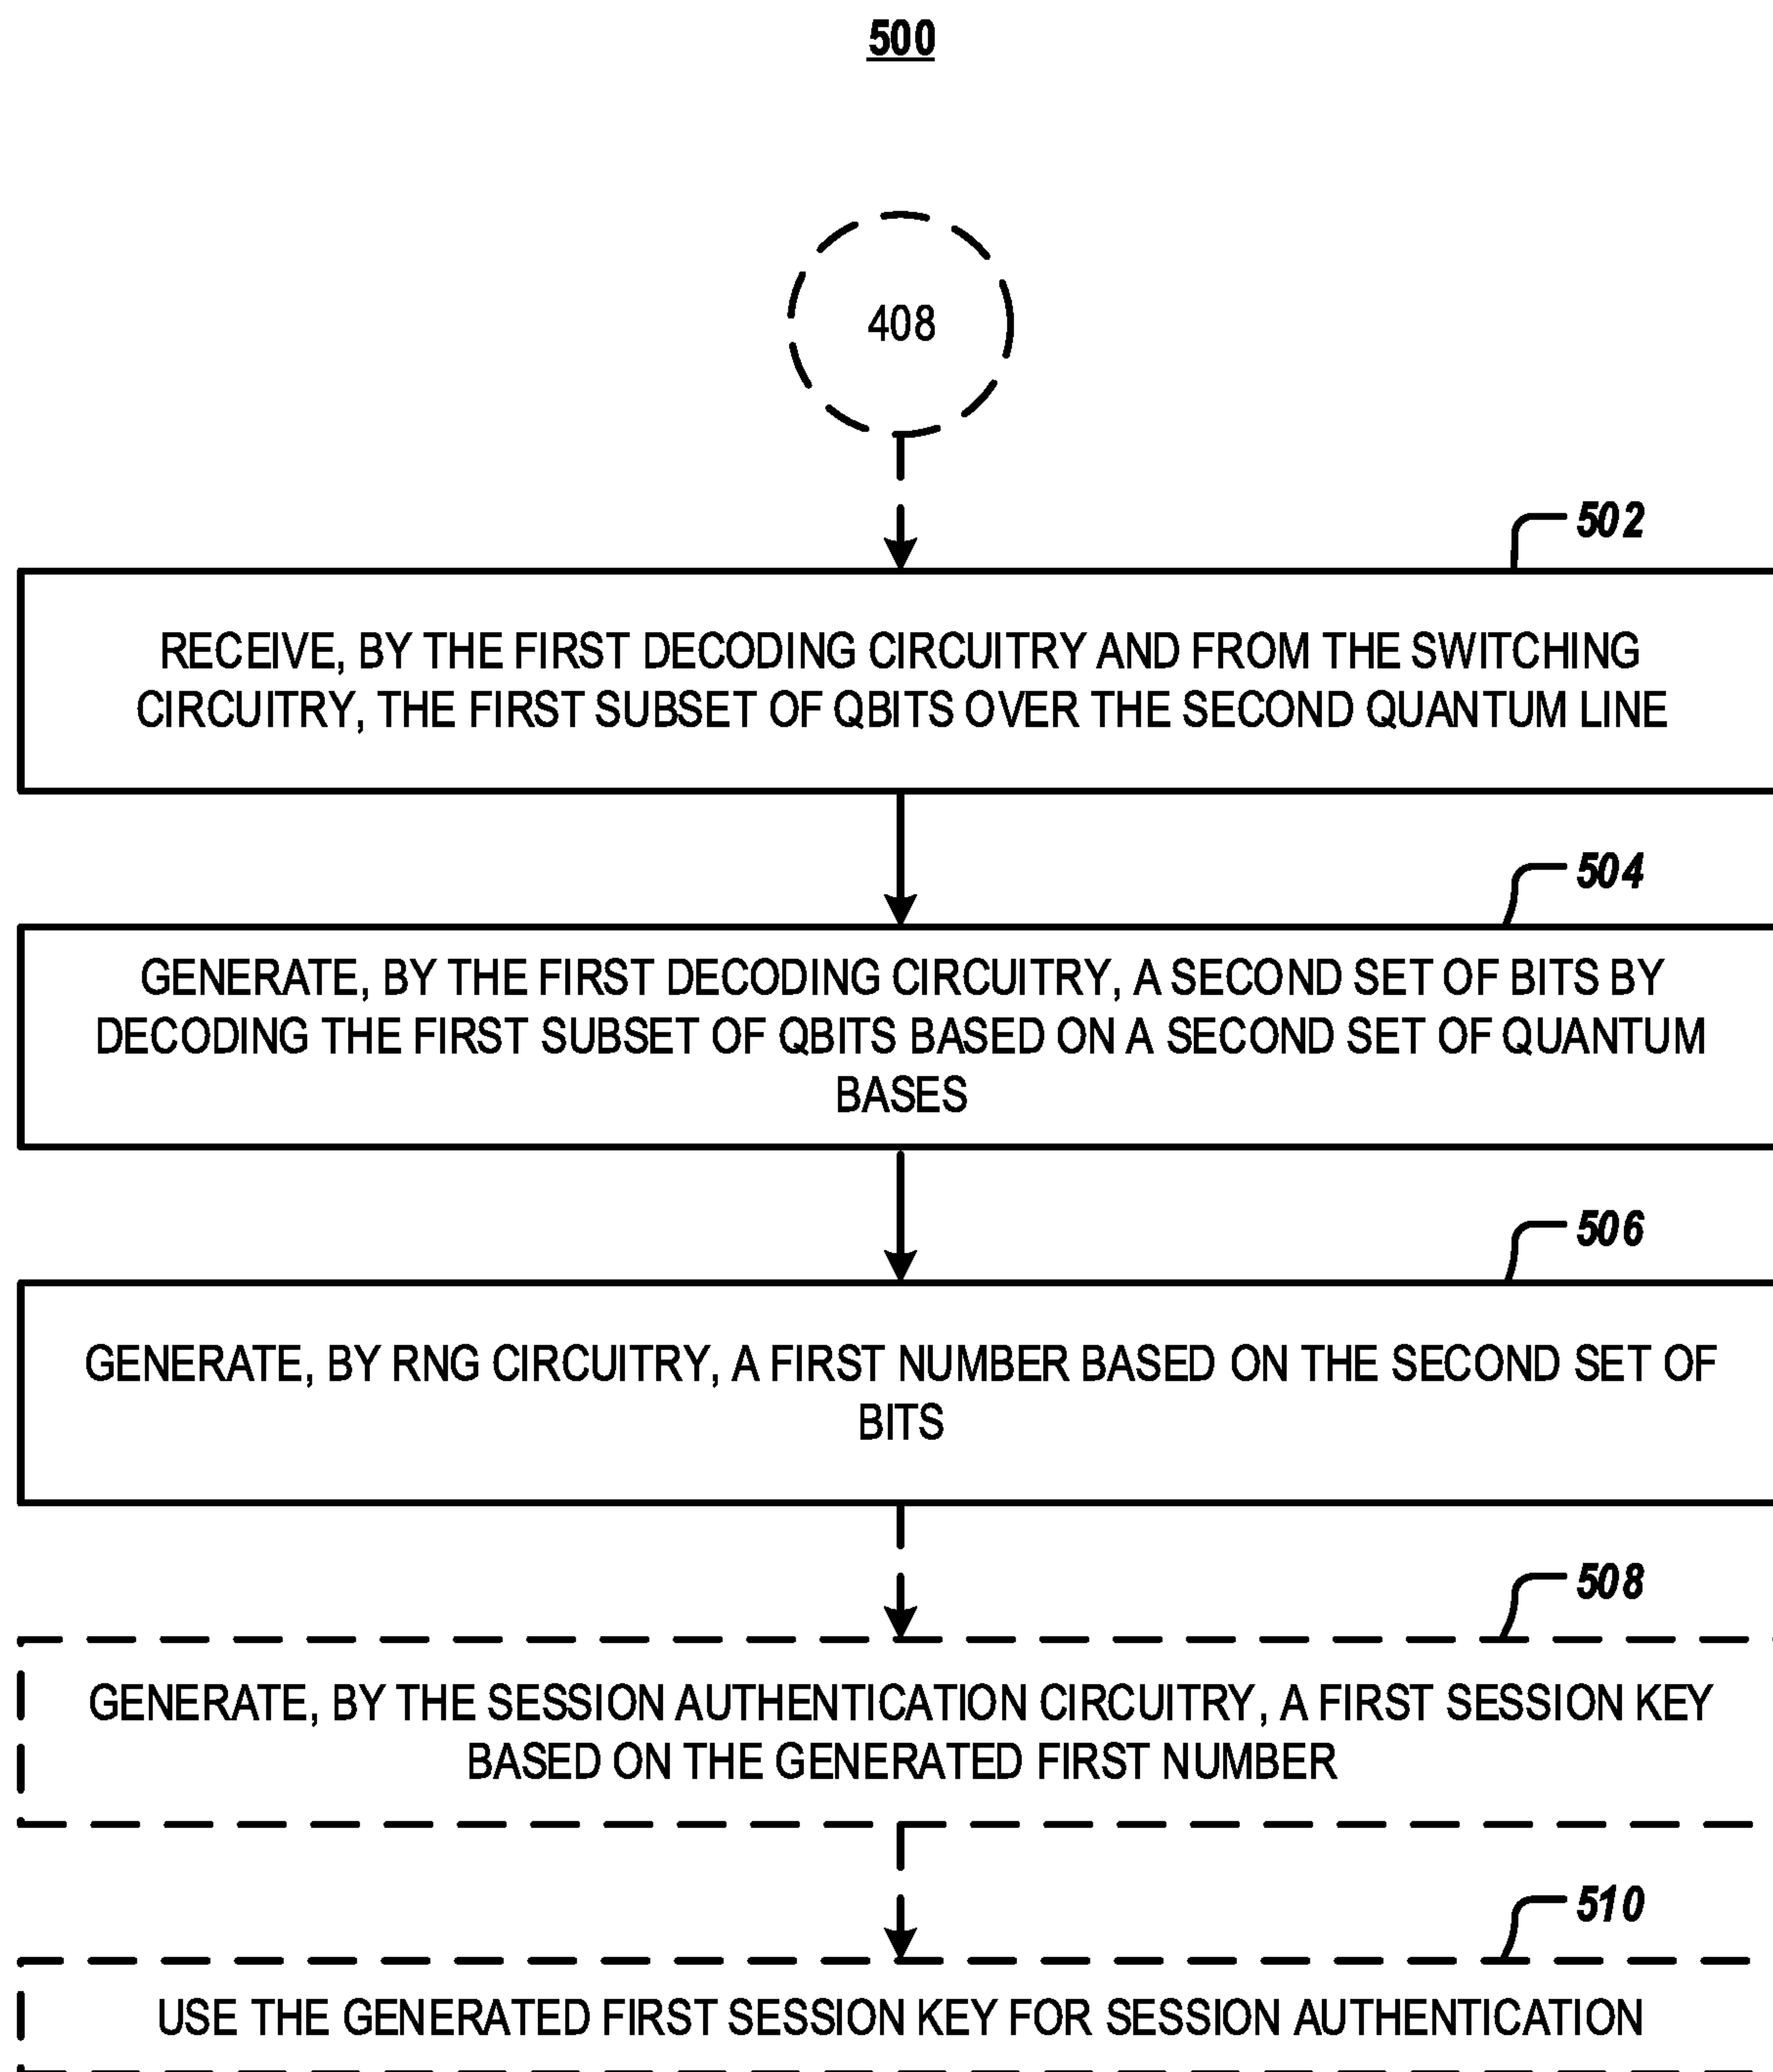 500
408
502
RECEIVE, BY THE FIRST DECODING CIRCUITRY AND FROM THE SWITCHING
CIRCUITRY, THE FIRST SUBSET OF QBITS OVER THE SECOND QUANTUM LINE
504
GENERATE, BY THE FIRST DECODING CIRCUITRY, A SECOND SET OF BITS BY
DECODING THE FIRST SUBSET OF QBITS BASED ON A SECOND SET OF QUANTUM
BASES
506
GENERATE, BY RNG CIRCUITRY, A FIRST NUMBER BASED ON THE SECOND SET OF
BITS
508
GENERATE, BY THE SESSION AUTHENTICATION CIRCUITRY, A FIRST SESSION KEY
BASED ON THE GENERATED FIRST NUMBER
510
USE THE GENERATED FIRST SESSION KEY FOR SESSION AUTHENTICATION